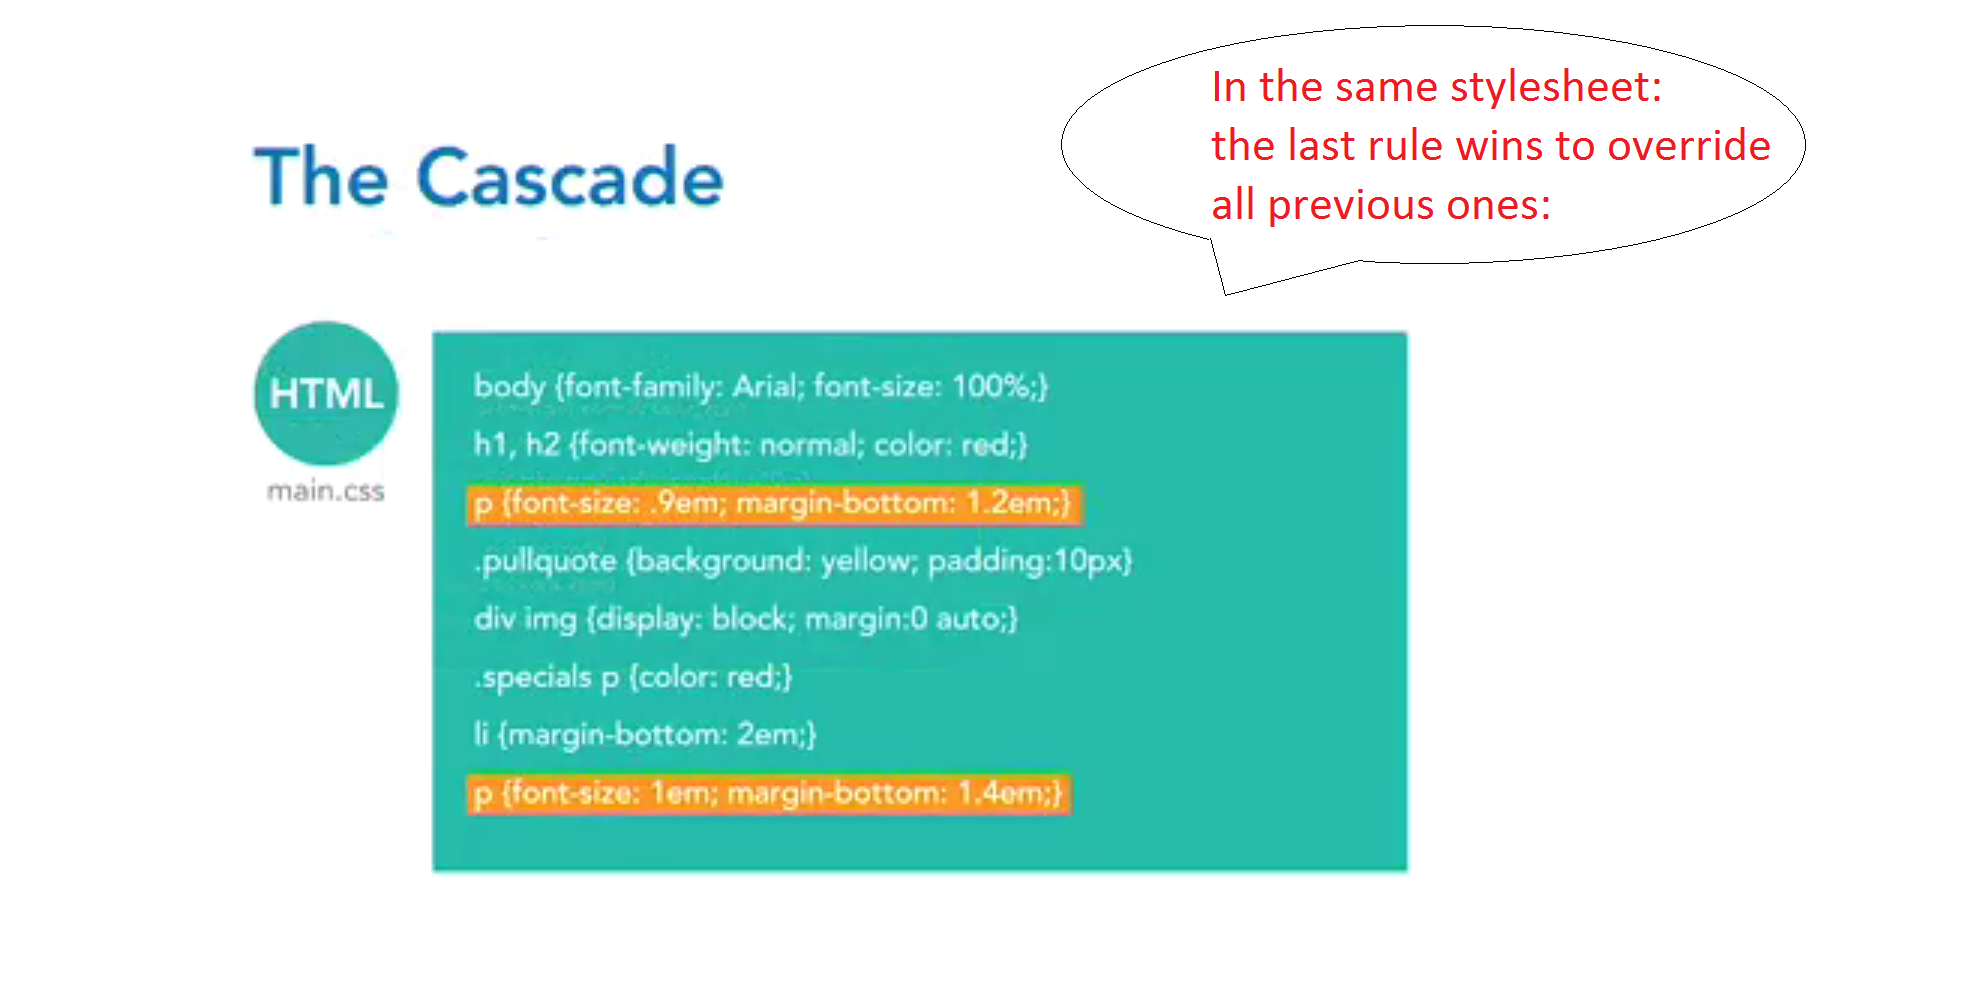 In the same stylesheet:
the last rule wins to override
all previous ones:
The Cascade
HTML
main.css
body {font-family: Arial; font-size: 100%;}
h1, h2 {font-weight: normal; color: red;}
p {font-size: .9em; margin-bottom: 1.2em;}
.pullquote {background: yellow; padding:10px}
div img {display: block; margin:0 auto;}
.specials p {color: red;}
li {margin-bottom: 2em;}
p {font-size: 1em; margin-bottom: 1.4em;}